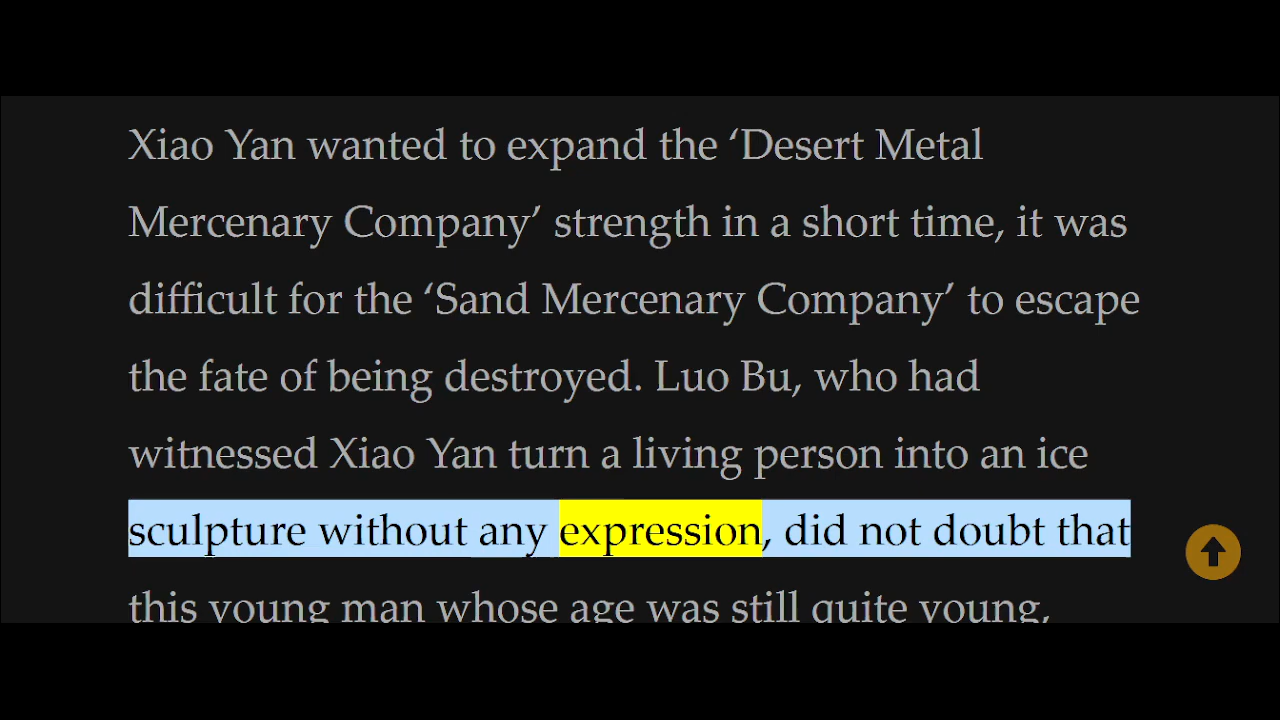 Xiao Yan wanted to expand the ‘Desert Metal
Mercenary Company’ strength in a short time, it was
difficult for the ‘Sand Mercenary Company’ to escape
the fate of being destroyed. Luo Bu, who had
witnessed Xiao Yan turn a living person into an ice
sculpture without any expression, did not doubt that
this young man whose age was still quite young,